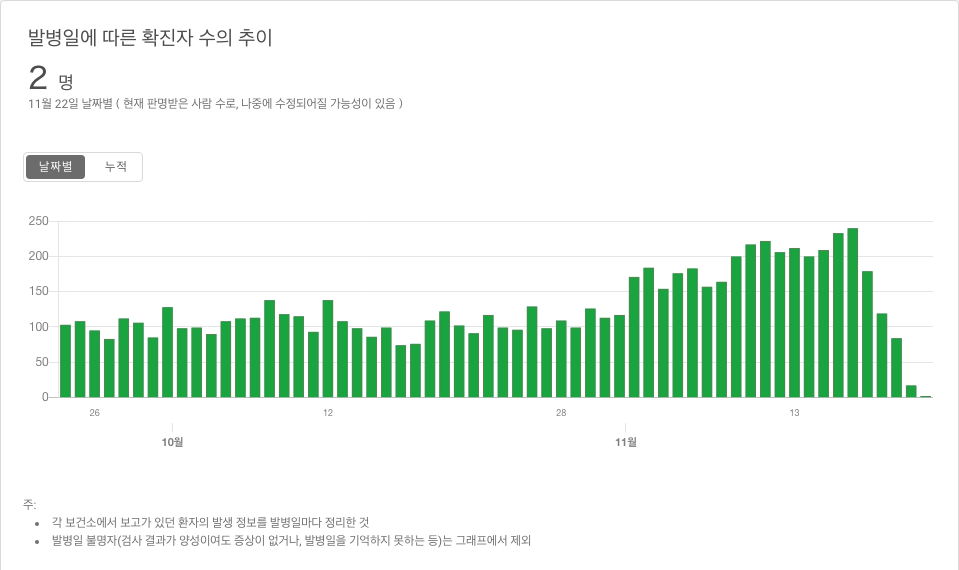 발병일에 따른 확진자 수의 추이
2 명
11월 22일 날짜별 ( 현재 판명받은 사람 수로, 나중에 수정되어질 가능성이 있음 )
날짜별 누적
250
200
150
100
50
0
26 12 28 13
10월 11월
주:
• 각 보건소에서 보고가 있던 환자의 발생 정보를 발병일마다 정리한 것
• 발병일 불명자(검사 결과가 양성이여도 증상이 없거나, 발병일을 기억하지 못하는 등)는 그래프에서 제외